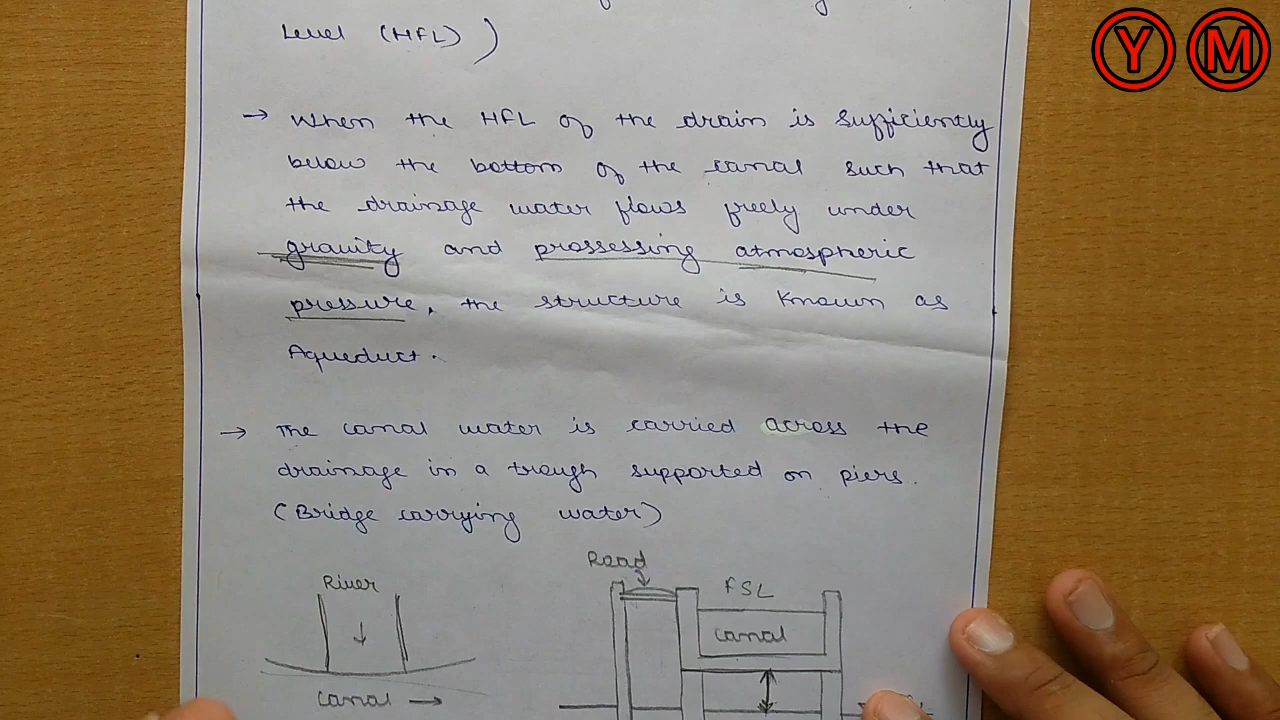 Level (HFL) )
→ When the HFL of the drain is sufficiently
below the bottom of the canal such that
the drainage water flows freely under
gravity and prossessing atmospheric
pressure, the structure is known as
Aqueduct.
→ The canal water is carried across the
drainage in a trough supported on piers.
(Bridge carrying water)
Road
River
FSL
canal
canal →
Y M